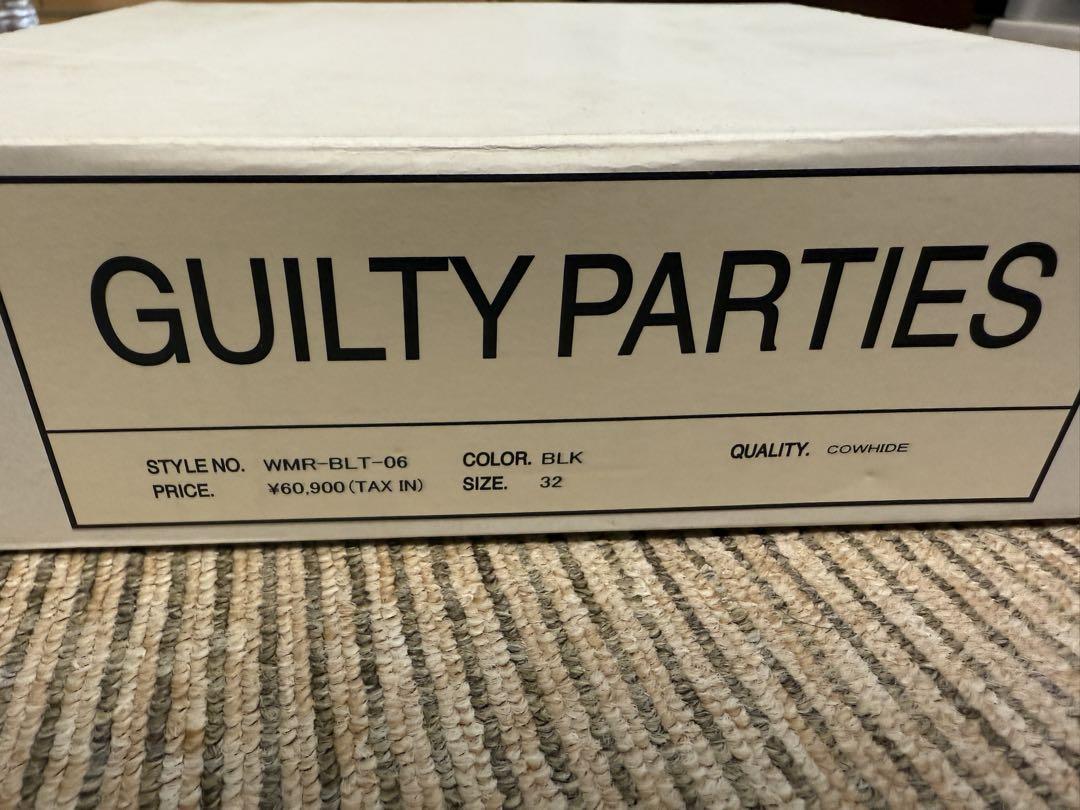 GUILTY PARTIES
STYLE NO. WMR-BLT-06 COLOR. BLK QUALITY. COWHIDE
PRICE. ¥60,900(TAX IN) SIZE. 32